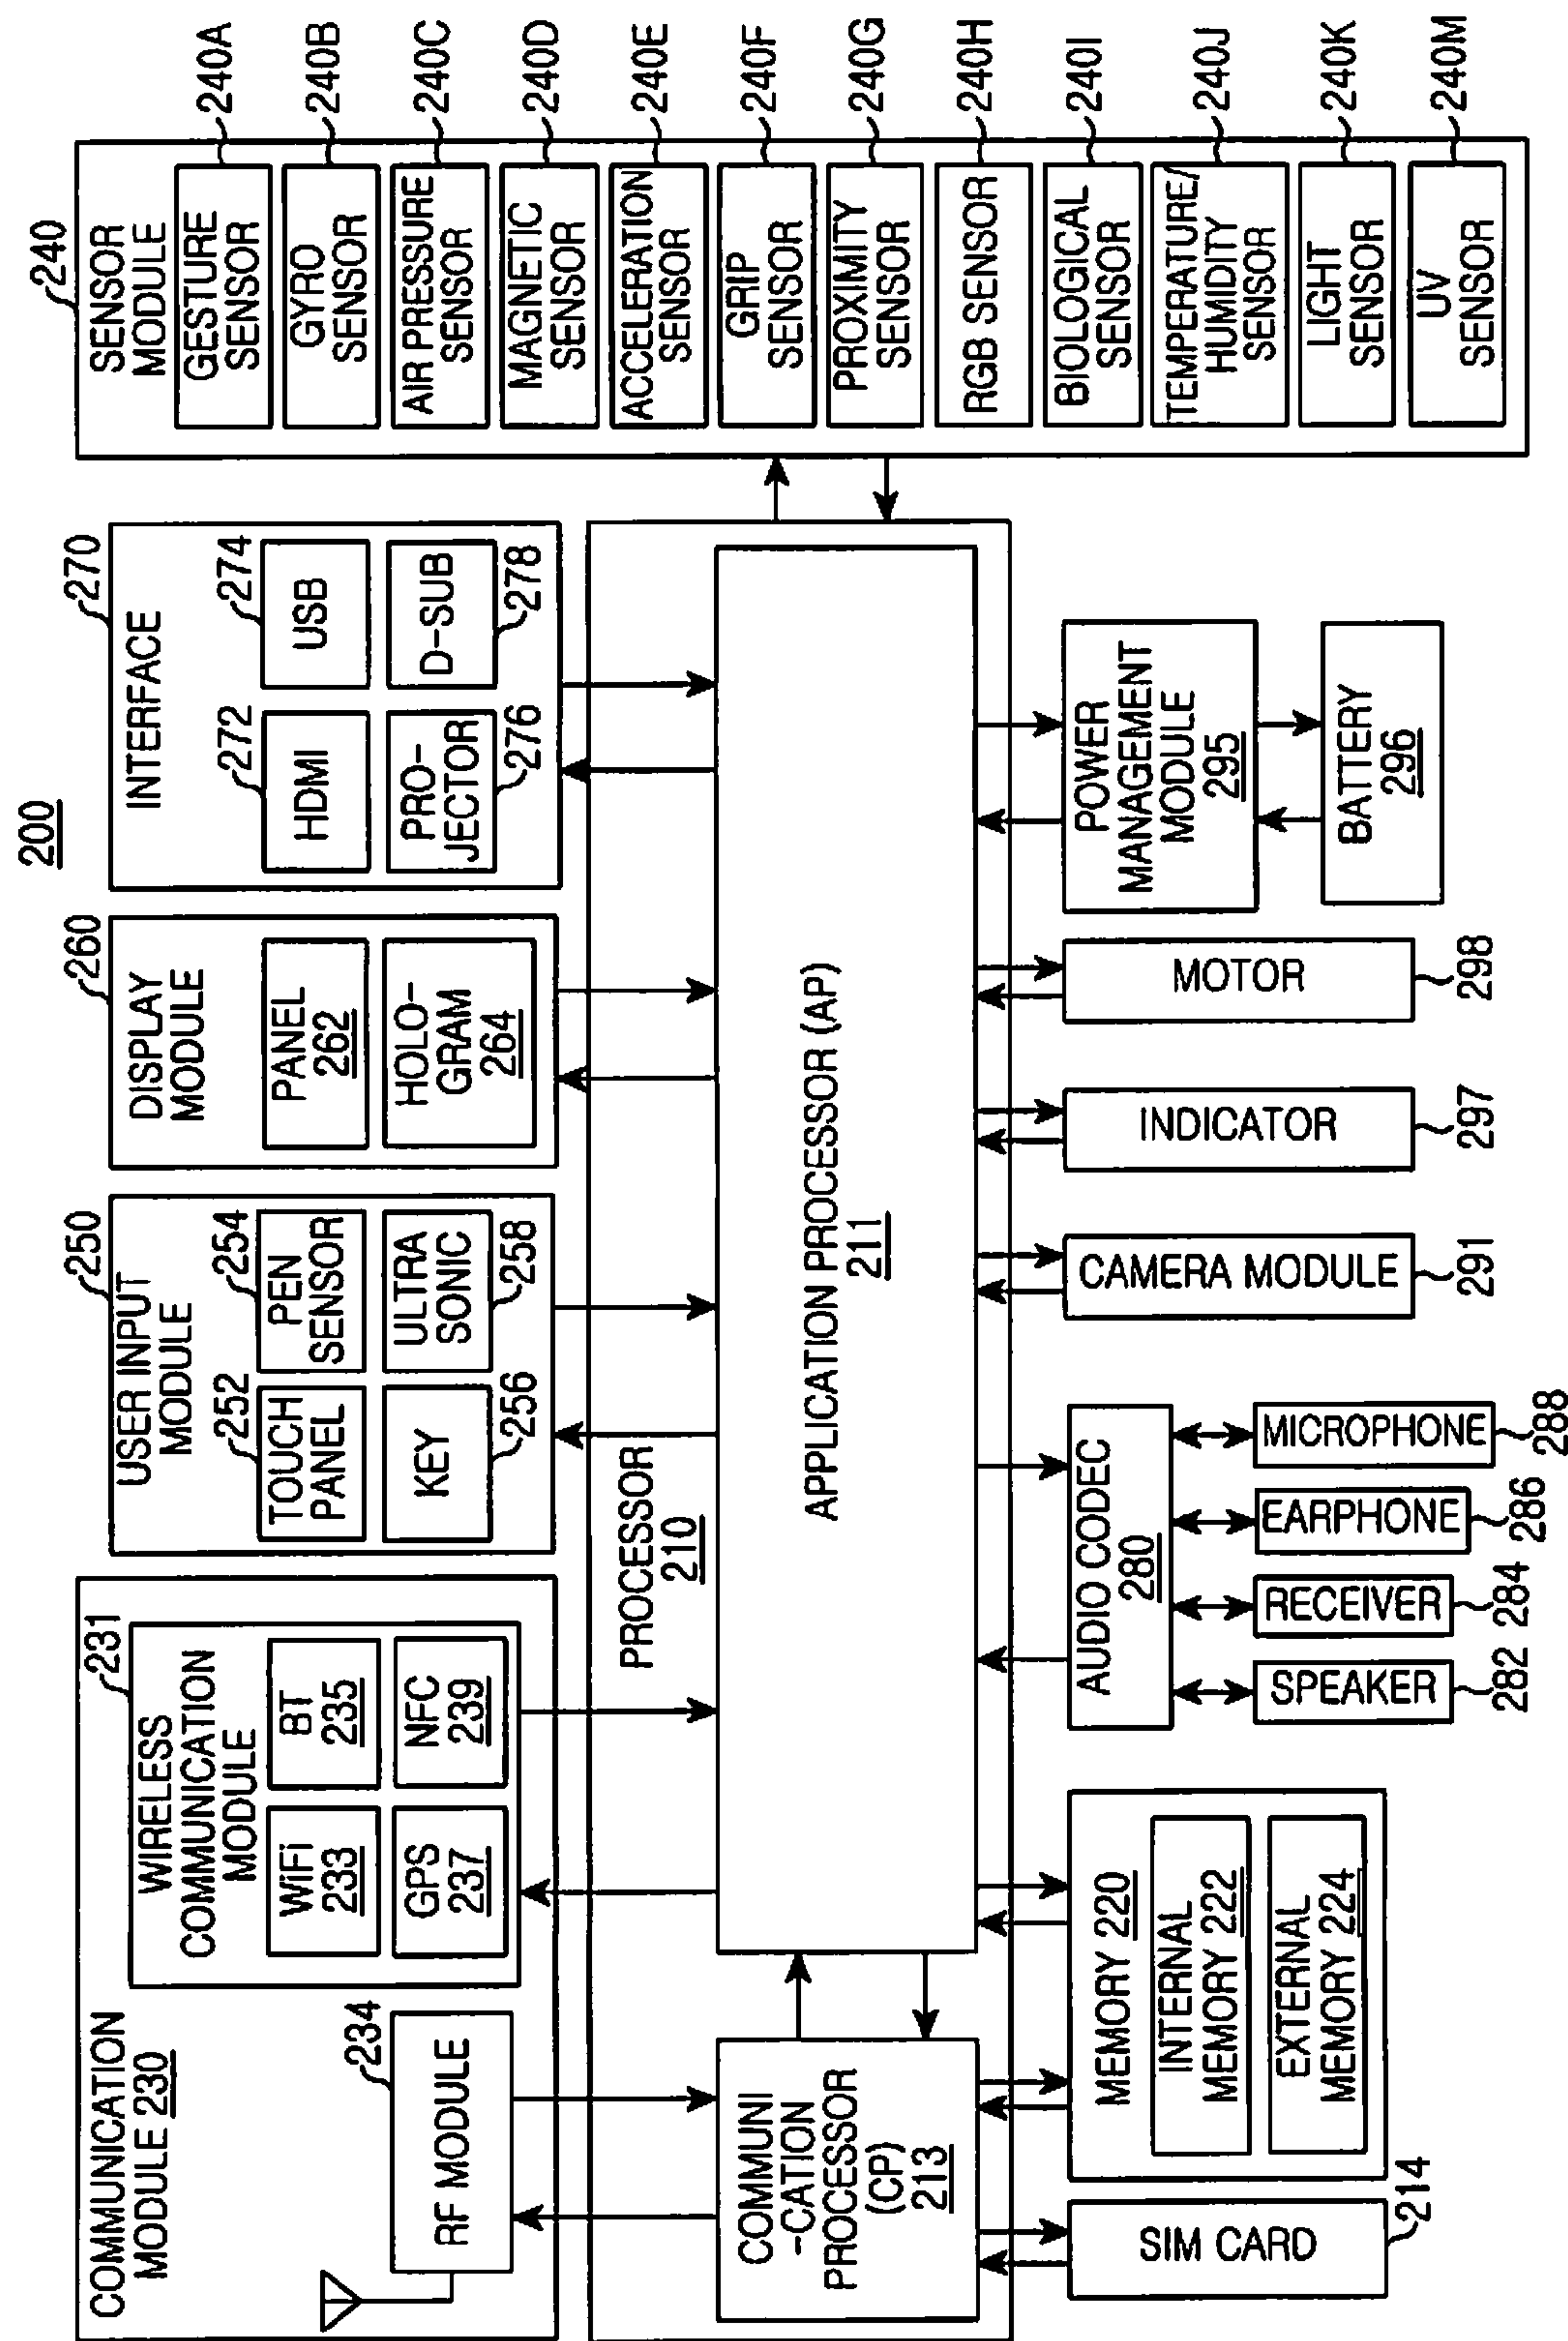 200
COMMUNICATION
MODULE 230
231
WIRELESS
COMMUNICATION
MODULE
WiFi
233
BT
235
GPS
237
NFC
239
234
RF MODULE
250
USER INPUT
MODULE
252
TOUCH
PANEL
254
PEN
SENSOR
KEY
256
ULTRA
SONIC
258
260
DISPLAY
MODULE
PANEL
262
HOLO-
GRAM
264
270
INTERFACE
272
HDMI
274
USB
PRO-
JECTOR
276
D-SUB
278
240
SENSOR
MODULE
GESTURE
SENSOR
240A
GYRO
SENSOR
240B
AIR PRESSURE
SENSOR
240C
MAGNETIC
SENSOR
240D
ACCELERATION
SENSOR
240E
GRIP
SENSOR
240F
PROXIMITY
SENSOR
240G
RGB SENSOR
240H
BIOLOGICAL
SENSOR
240I
TEMPERATURE/
HUMIDITY
SENSOR
240J
LIGHT
SENSOR
240K
UV
SENSOR
240M
PROCESSOR
210
COMMUNI
-CATION
PROCESSOR
(CP)
213
APPLICATION PROCESSOR (AP)
211
SIM CARD
214
MEMORY 220
INTERNAL
MEMORY 222
EXTERNAL
MEMORY 224
AUDIO CODEC
280
SPEAKER
282
RECEIVER
284
EARPHONE
286
MICROPHONE
288
CAMERA MODULE
291
INDICATOR
297
MOTOR
298
POWER
MANAGEMENT
MODULE
295
BATTERY
296